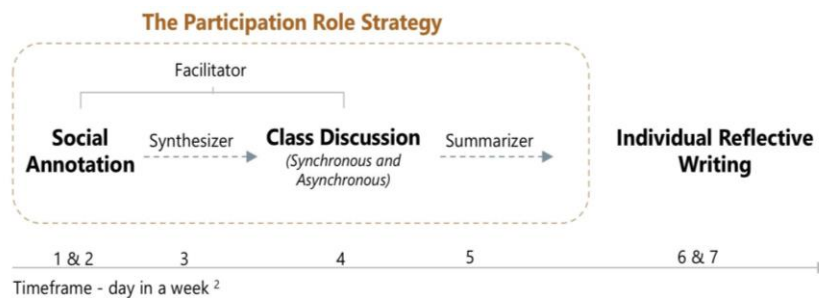 The Participation Role Strategy
Facilitator
Social
Annotation
Synthesizer
Class Discussion
(Synchronous and
Asynchronous)
Summarizer
Individual Reflective
Writing
1 & 2
3
4
5
6 & 7
Timeframe - day in a week 2